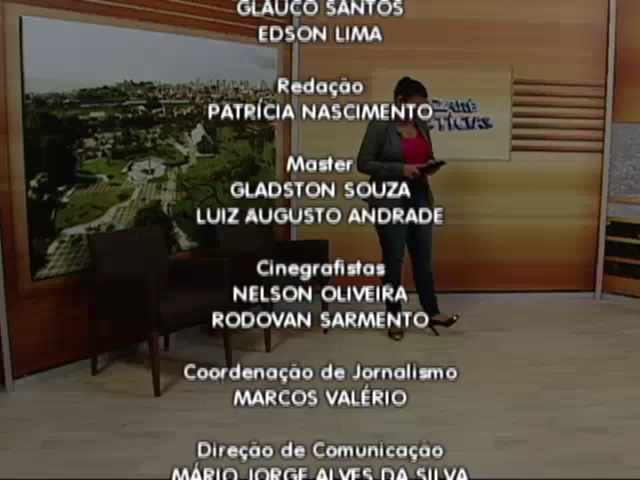 GLAUCO SANTOS
EDSON LIMA
Redação
PATRÍCIA NASCIMENTO
Master
GLADSTON SOUZA
LUIZ AUGUSTO ANDRADE
Cinegrafistas
NELSON OLIVEIRA
RODOVAN SARMENTO
Coordenação de Jornalismo
MARCOS VALÉRIO
Direção de Comunicação
MÁRIO JORGE ALVES DA SILVA